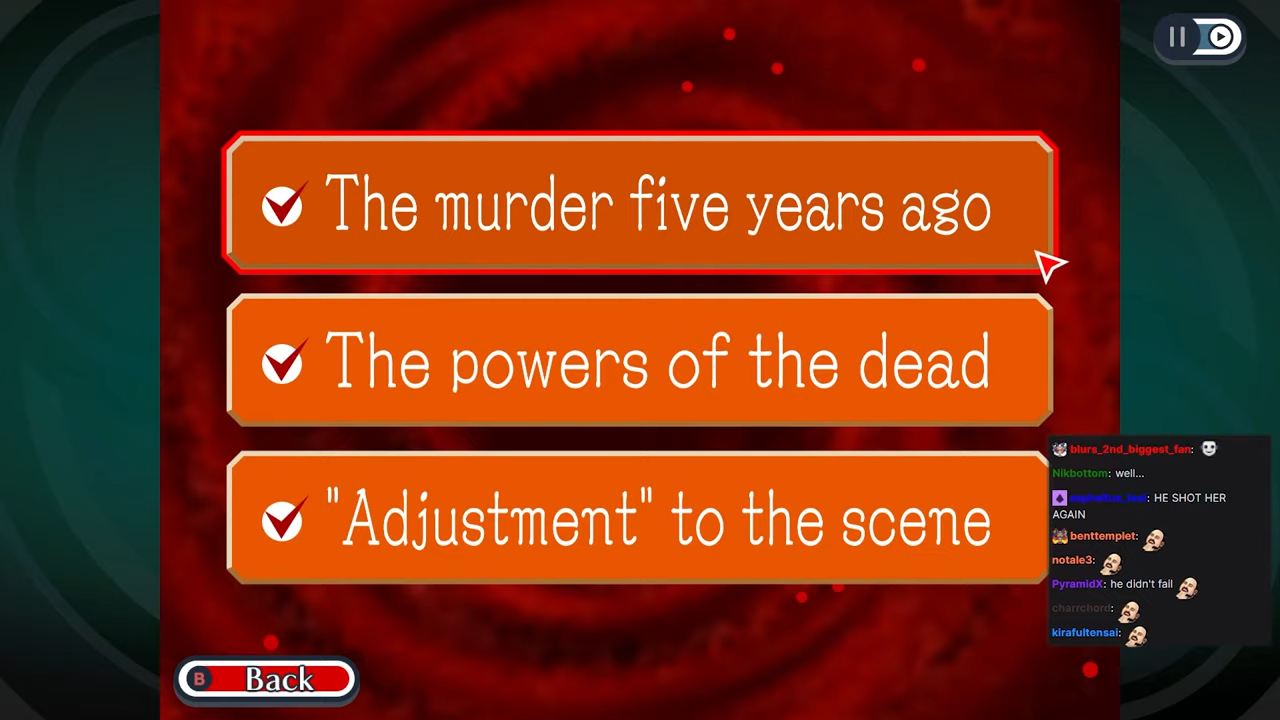 The murder five years ago
The powers of the dead
"Adjustment" to the scene
B Back
blurs_2nd_biggest_fan:
Nikbottom: well...
HE SHOT HER
AGAIN
benttemplet:
notale3:
PyramidX: he didn't fail
charrchord:
kirafultensai: